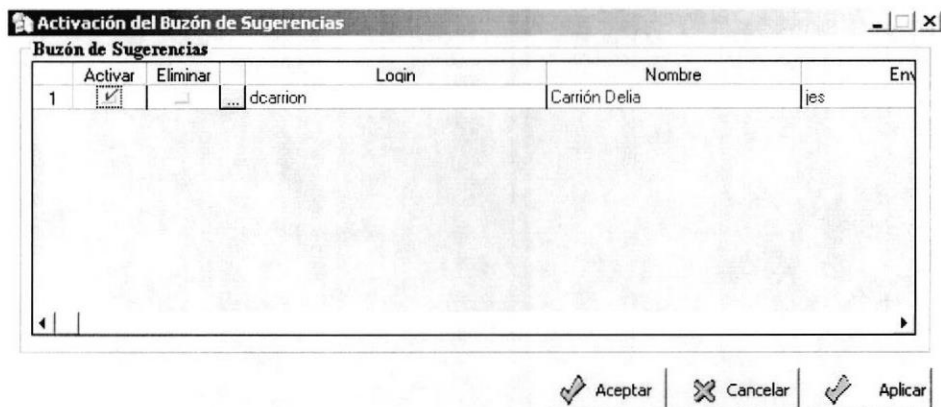 Activación del Buzón de Sugerencias
Buzón de Sugerencias
Activar Eliminar Login Nombre Env
1 ... dcarrion Carrión Delia jes
Aceptar Cancelar Aplicar